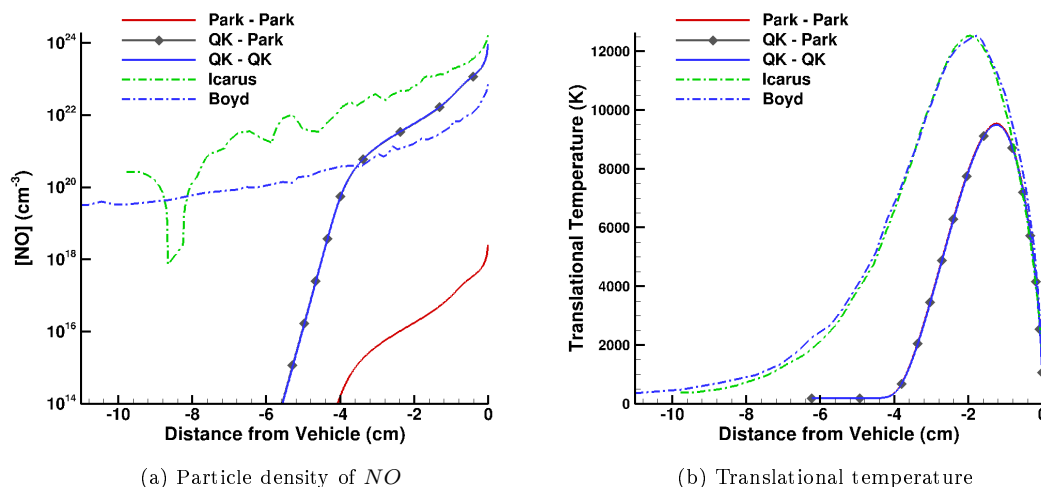 Park - Park
QK - Park
QK - QK
Icarus
Boyd
10^24
10^22
10^20
10^18
10^16
10^14
[NO] (cm^-3)
-10
-8
-6
-4
-2
0
Distance from Vehicle (cm)
(a) Particle density of NO
Park - Park
QK - Park
QK - QK
Icarus
Boyd
12000
10000
8000
6000
4000
2000
0
Translational Temperature (K)
-10
-8
-6
-4
-2
0
Distance from Vehicle (cm)
(b) Translational temperature